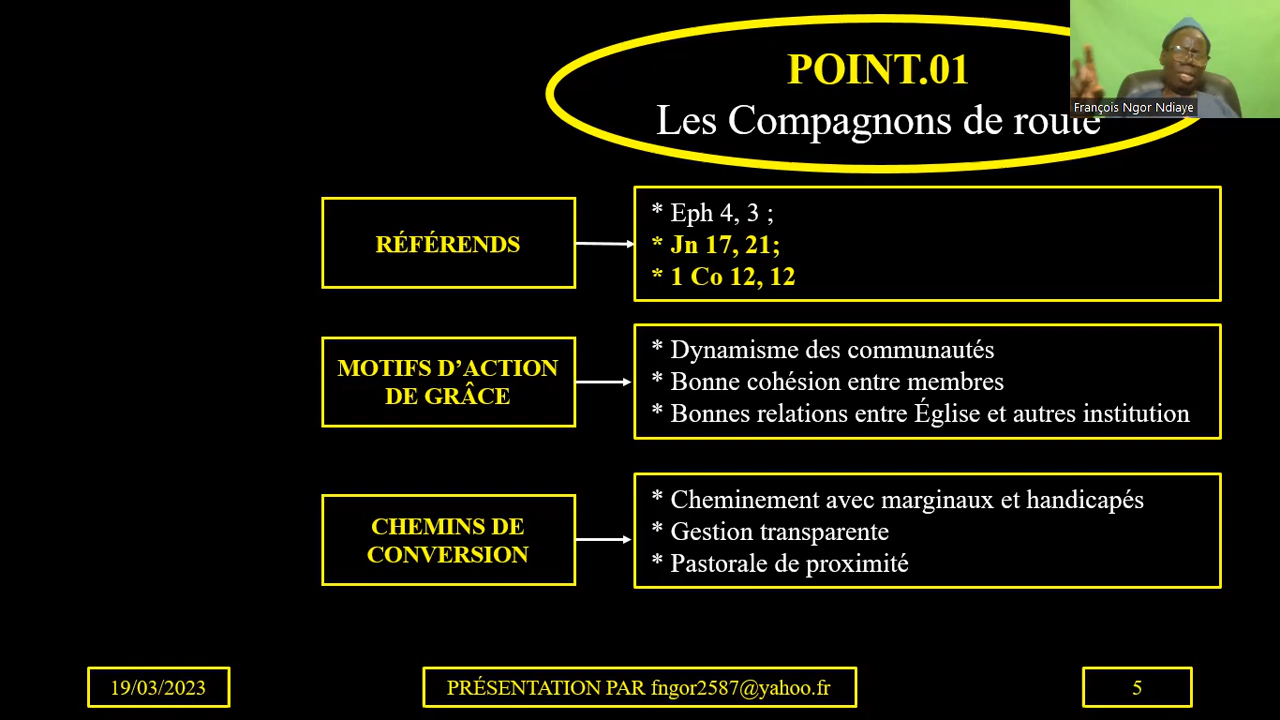 POINT.01
Les Compagnons de route
François Ngor Ndiaye
RÉFÉRENDS
* Eph 4, 3 ;
* Jn 17, 21;
* 1 Co 12, 12
MOTIFS D’ACTION
DE GRÂCE
* Dynamisme des communautés
* Bonne cohésion entre membres
* Bonnes relations entre Église et autres institution
CHEMINS DE
CONVERSION
* Cheminement avec marginaux et handicapés
* Gestion transparente
* Pastorale de proximité
19/03/2023
PRÉSENTATION PAR fngor2587@yahoo.fr
5